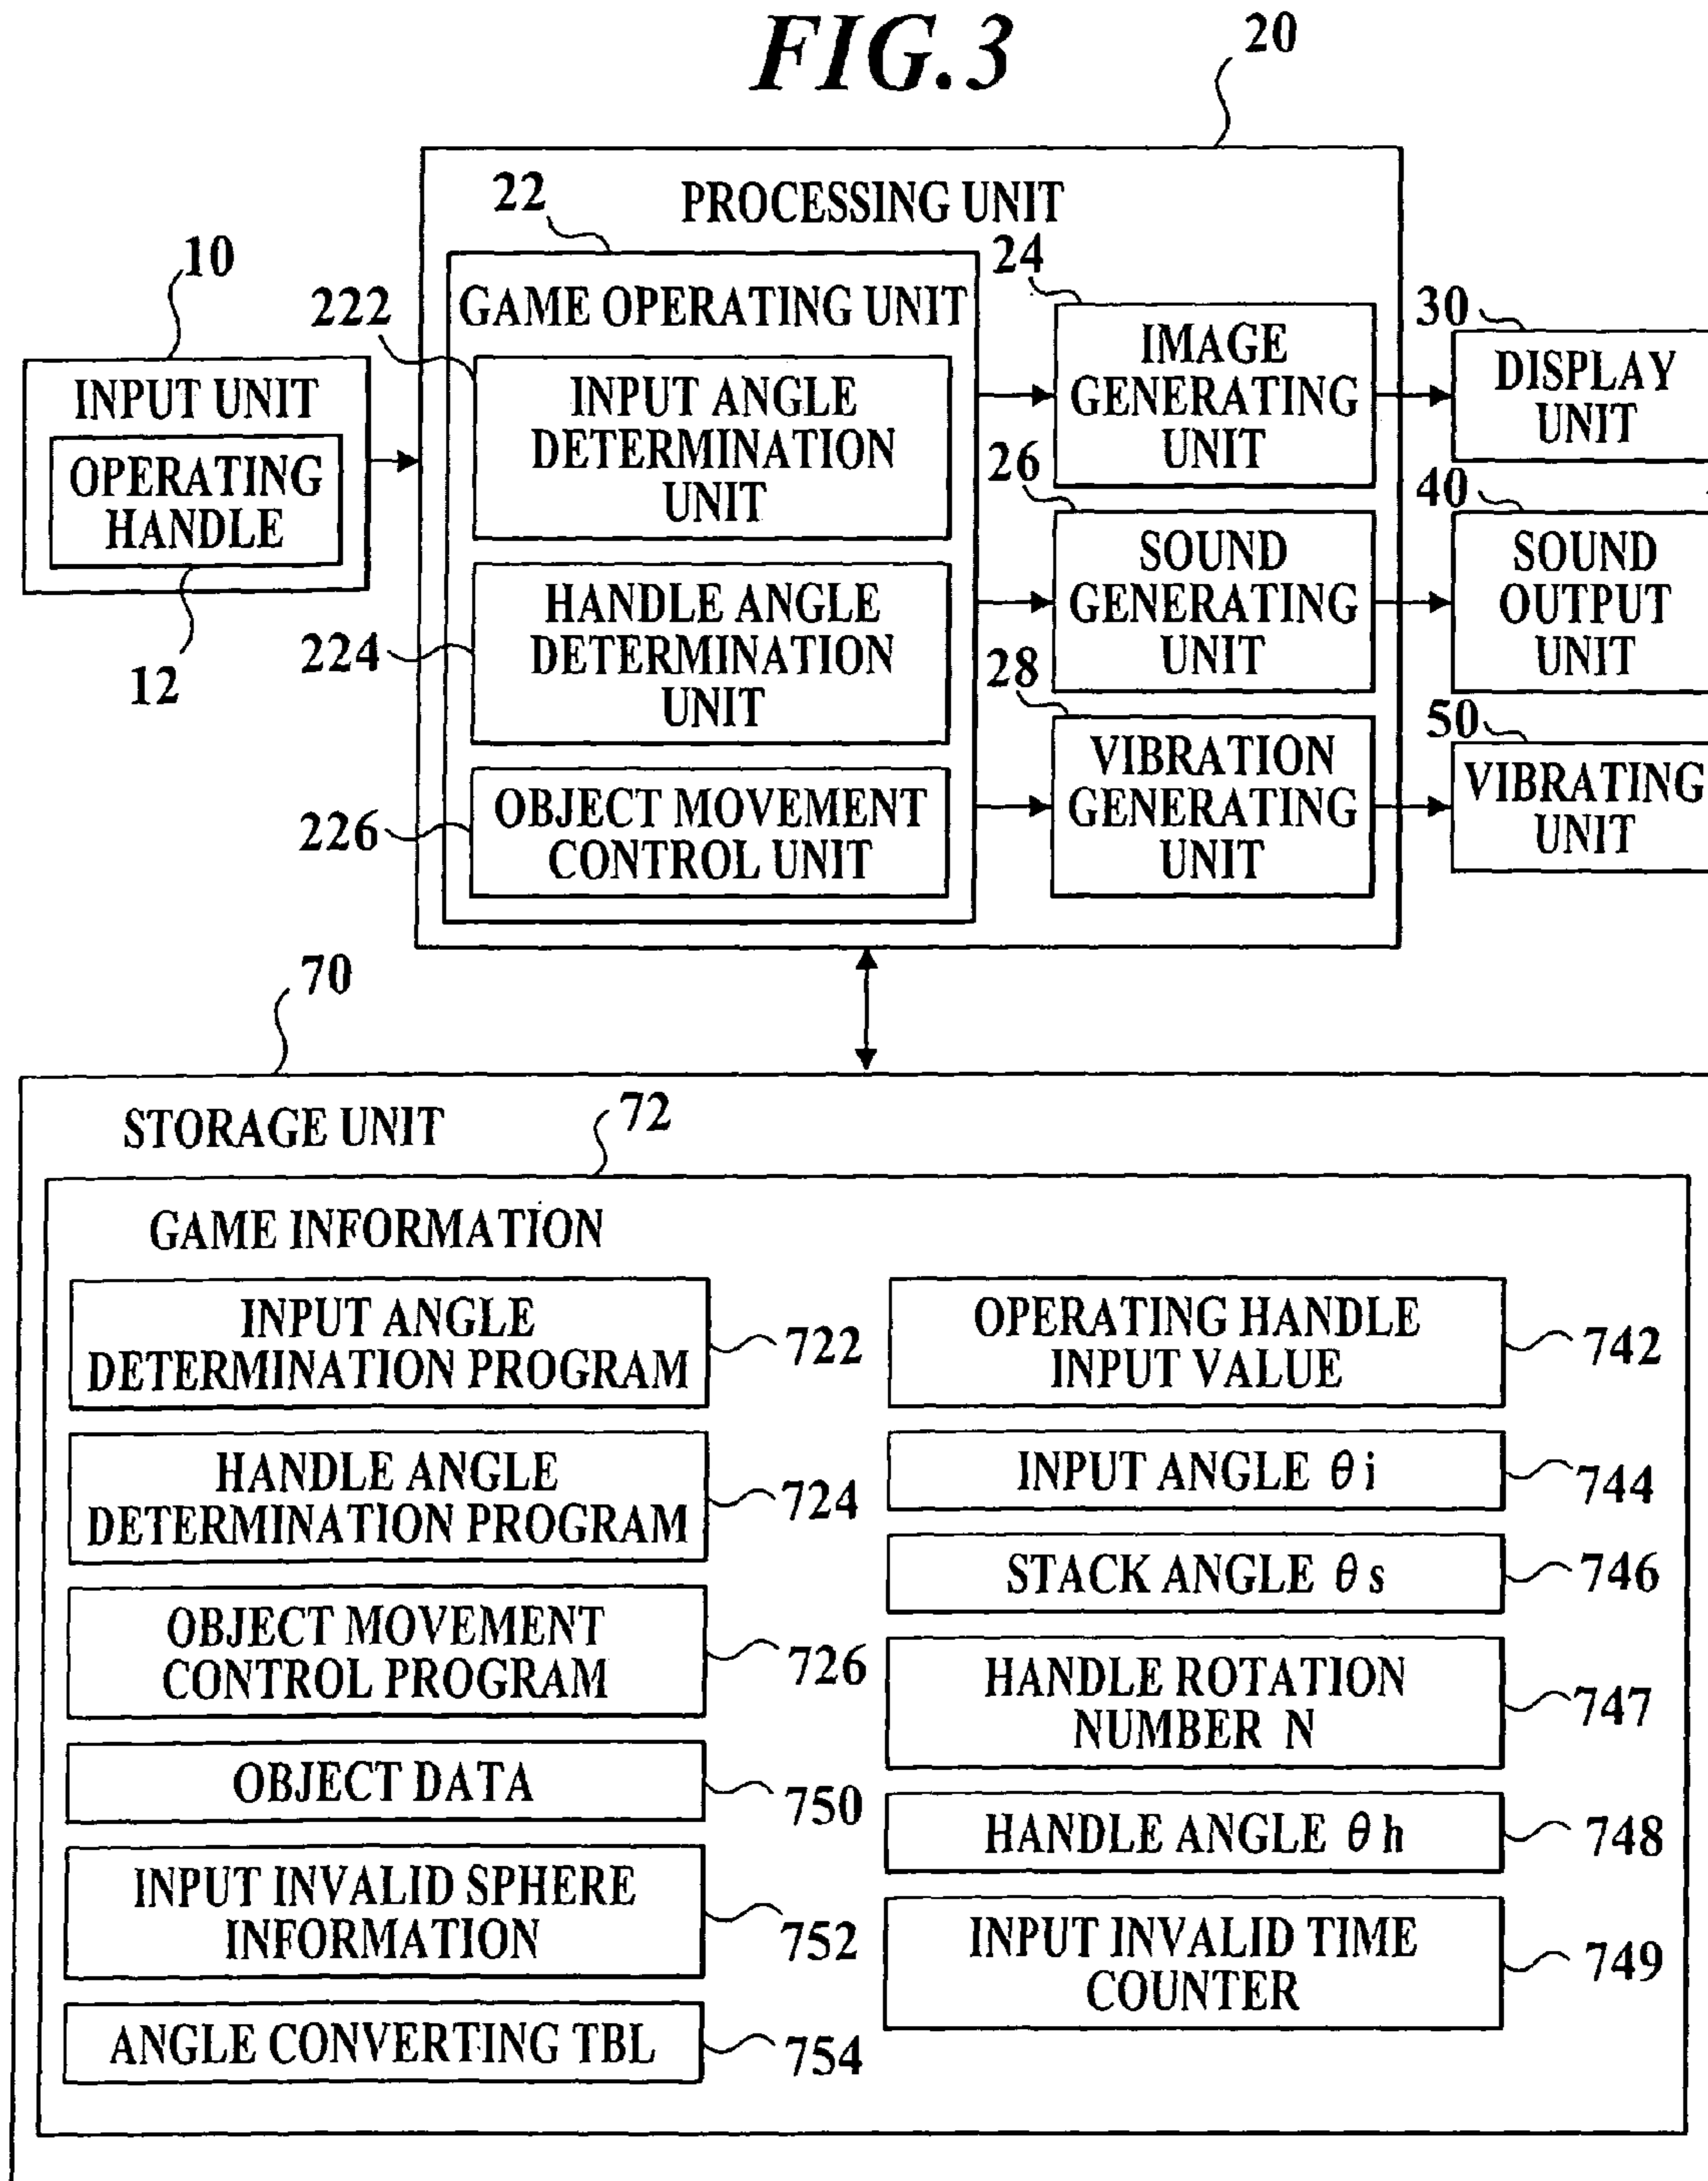 FIG.3
20
PROCESSING UNIT
22
10
INPUT UNIT
OPERATING
HANDLE
12
GAME OPERATING UNIT
222
INPUT ANGLE
DETERMINATION
UNIT
224
HANDLE ANGLE
DETERMINATION
UNIT
226
OBJECT MOVEMENT
CONTROL UNIT
24
IMAGE
GENERATING
UNIT
26
SOUND
GENERATING
UNIT
28
VIBRATION
GENERATING
UNIT
30
DISPLAY
UNIT
40
SOUND
OUTPUT
UNIT
50
VIBRATING
UNIT
70
STORAGE UNIT
72
GAME INFORMATION
INPUT ANGLE
DETERMINATION PROGRAM
722
HANDLE ANGLE
DETERMINATION PROGRAM
724
OBJECT MOVEMENT
CONTROL PROGRAM
726
OBJECT DATA
750
INPUT INVALID SPHERE
INFORMATION
752
ANGLE CONVERTING TBL
754
OPERATING HANDLE
INPUT VALUE
742
INPUT ANGLE θi
744
STACK ANGLE θs
746
HANDLE ROTATION
NUMBER N
747
HANDLE ANGLE θh
748
INPUT INVALID TIME
COUNTER
749